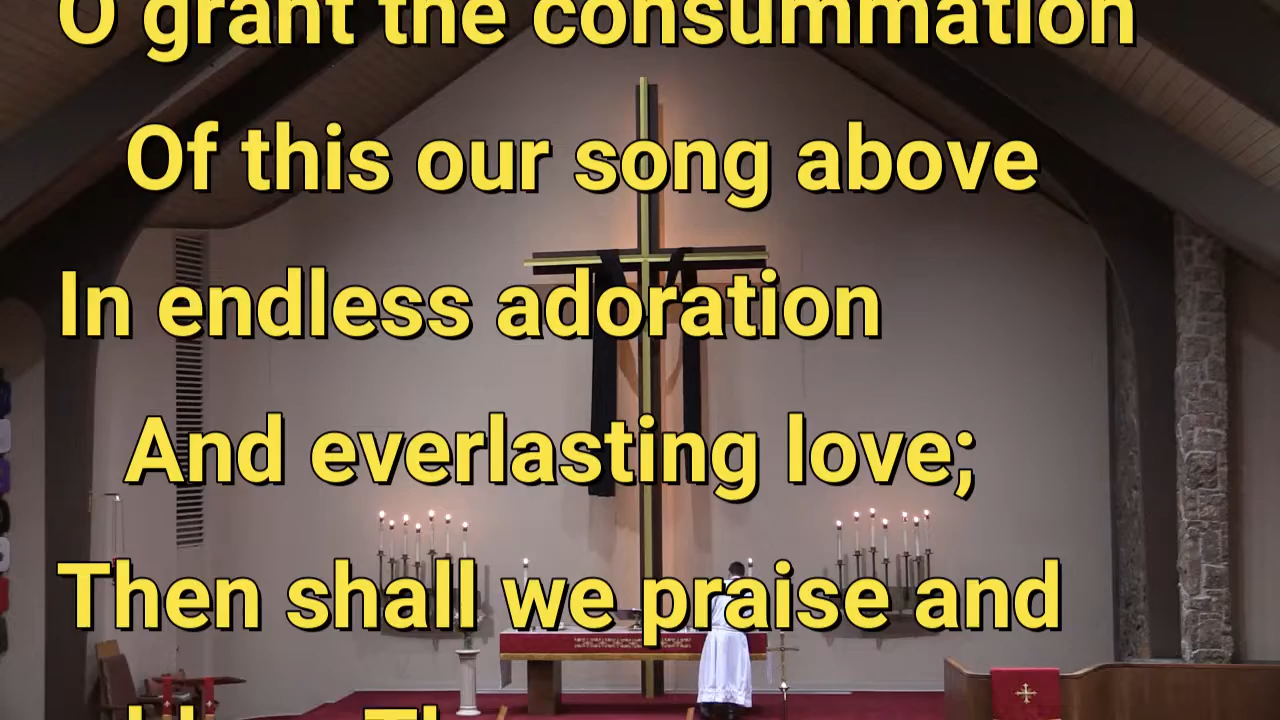 O grant the consummation
Of this our song above
In endless adoration
And everlasting love;
Then shall we praise and